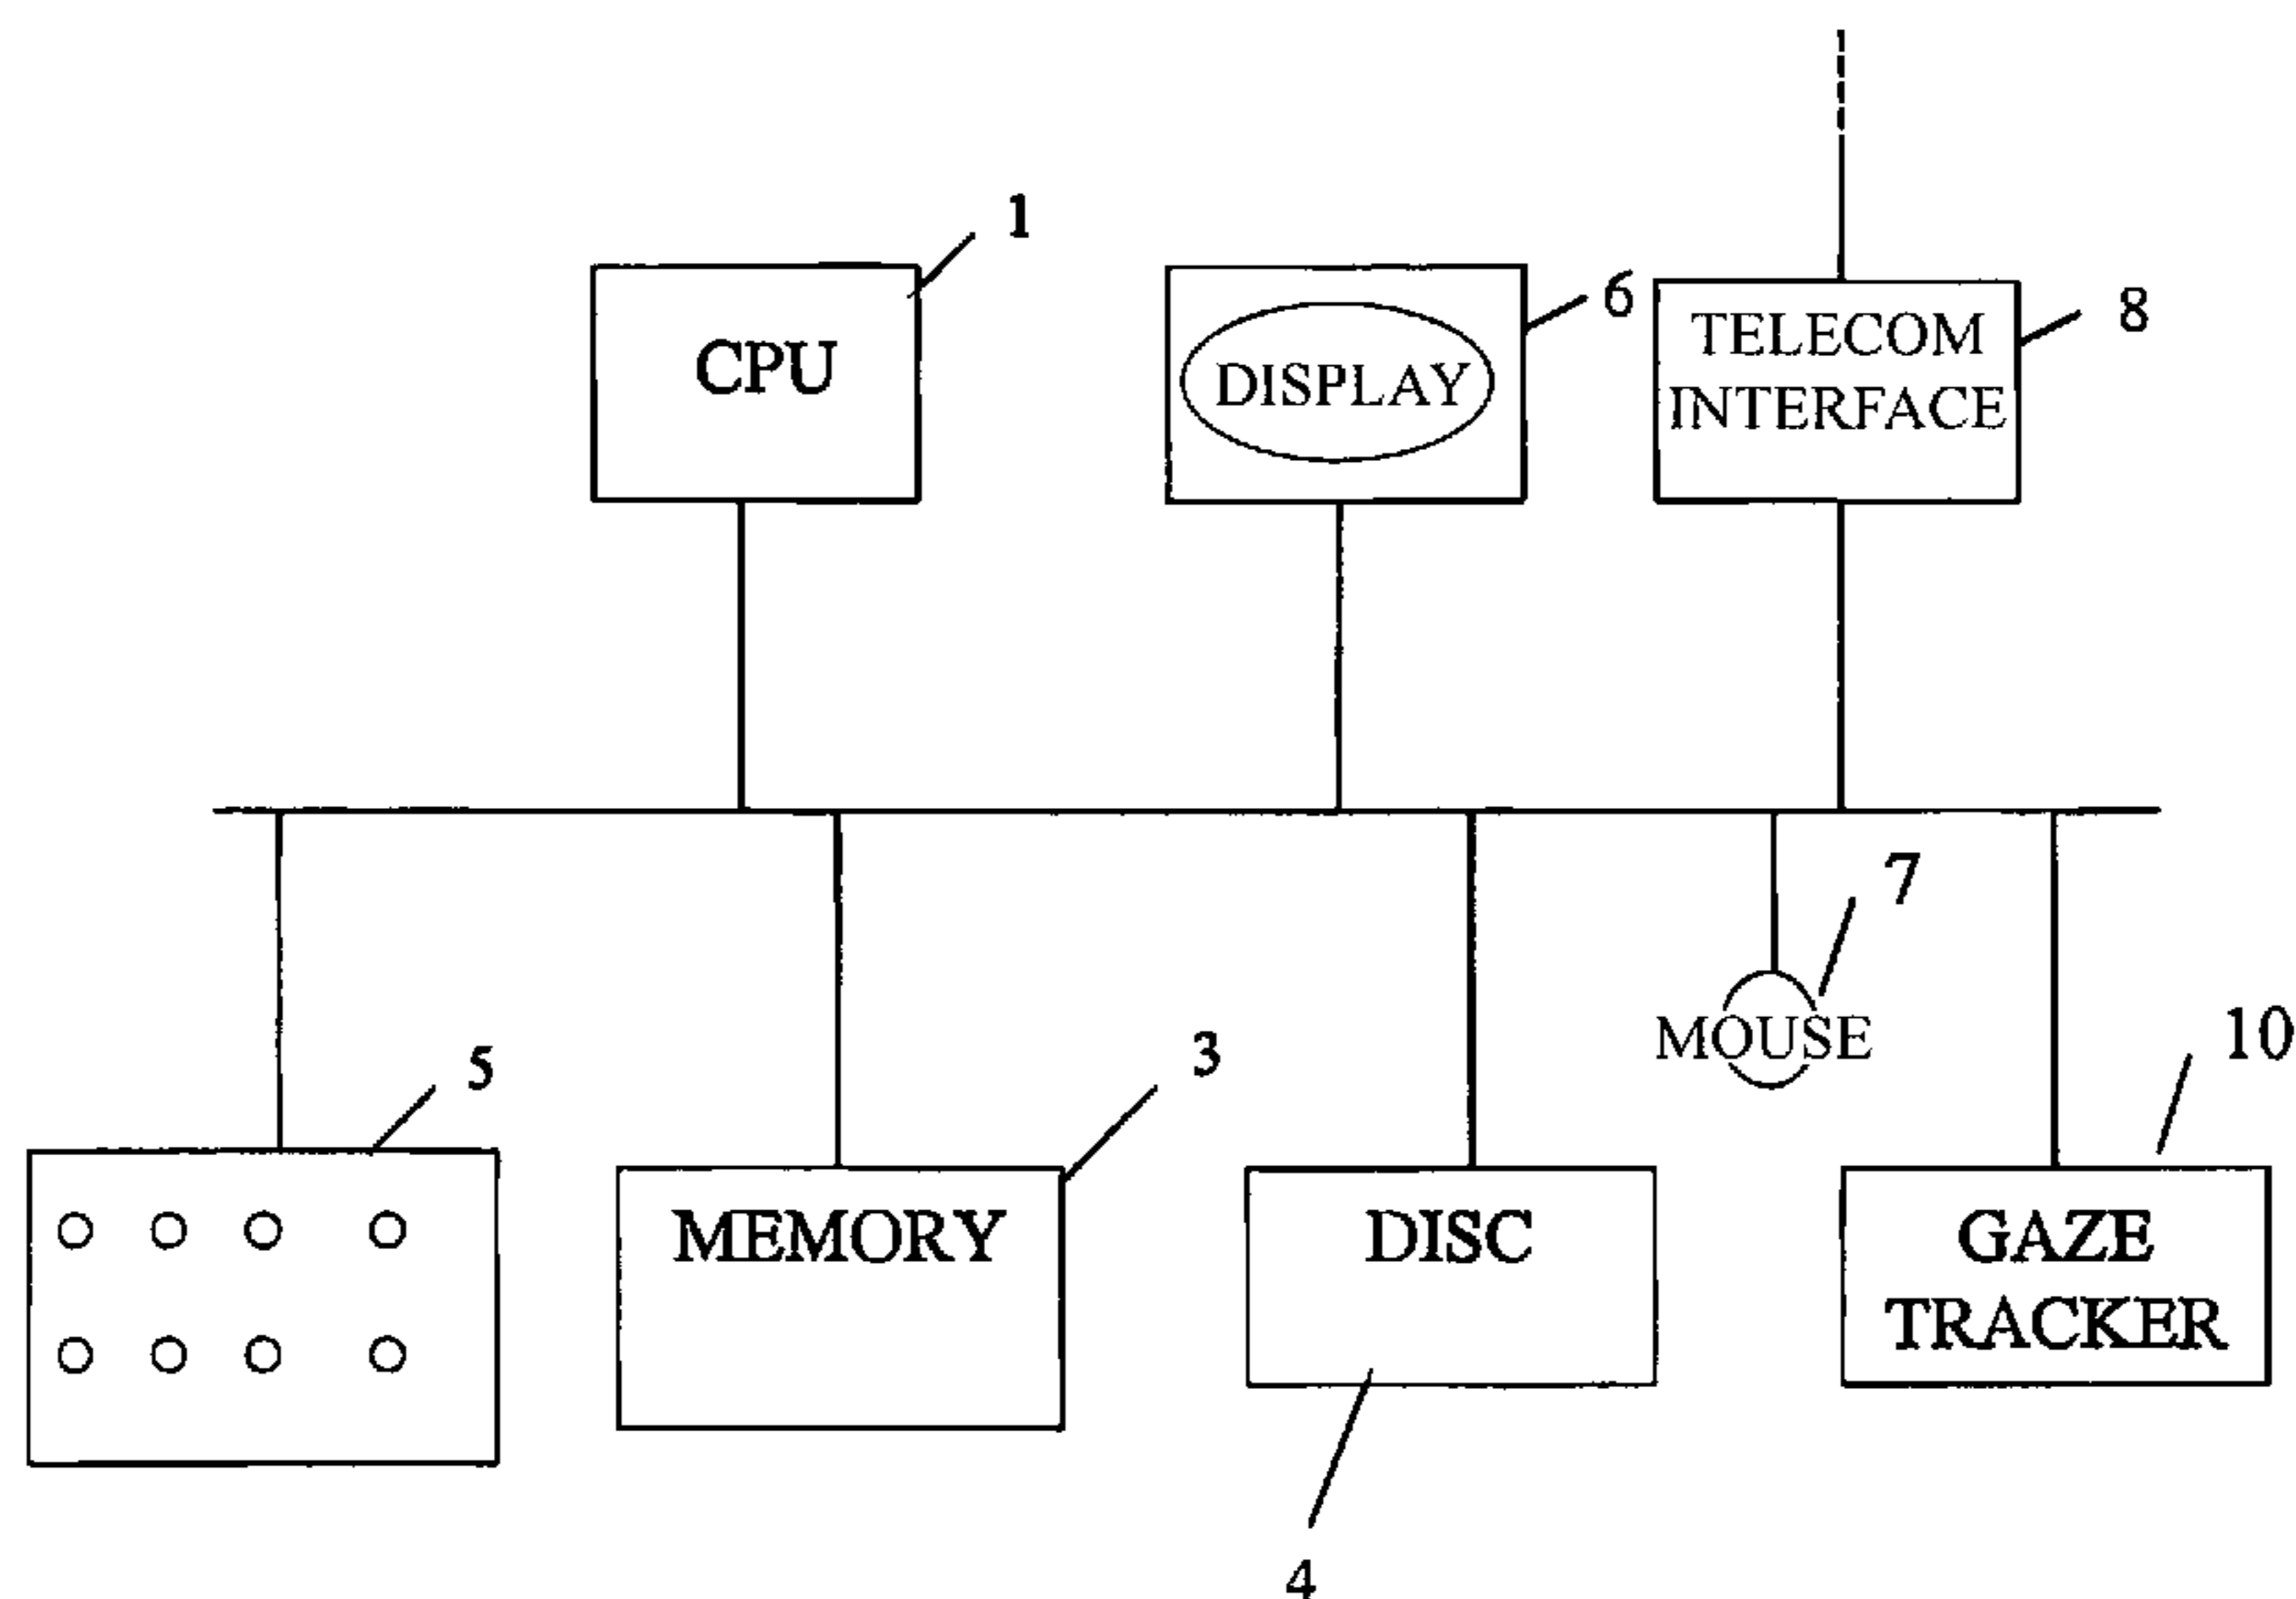 1
CPU
6
DISPLAY
8
TELECOM
INTERFACE
7
MOUSE
5
3
MEMORY
DISC
4
10
GAZE
TRACKER